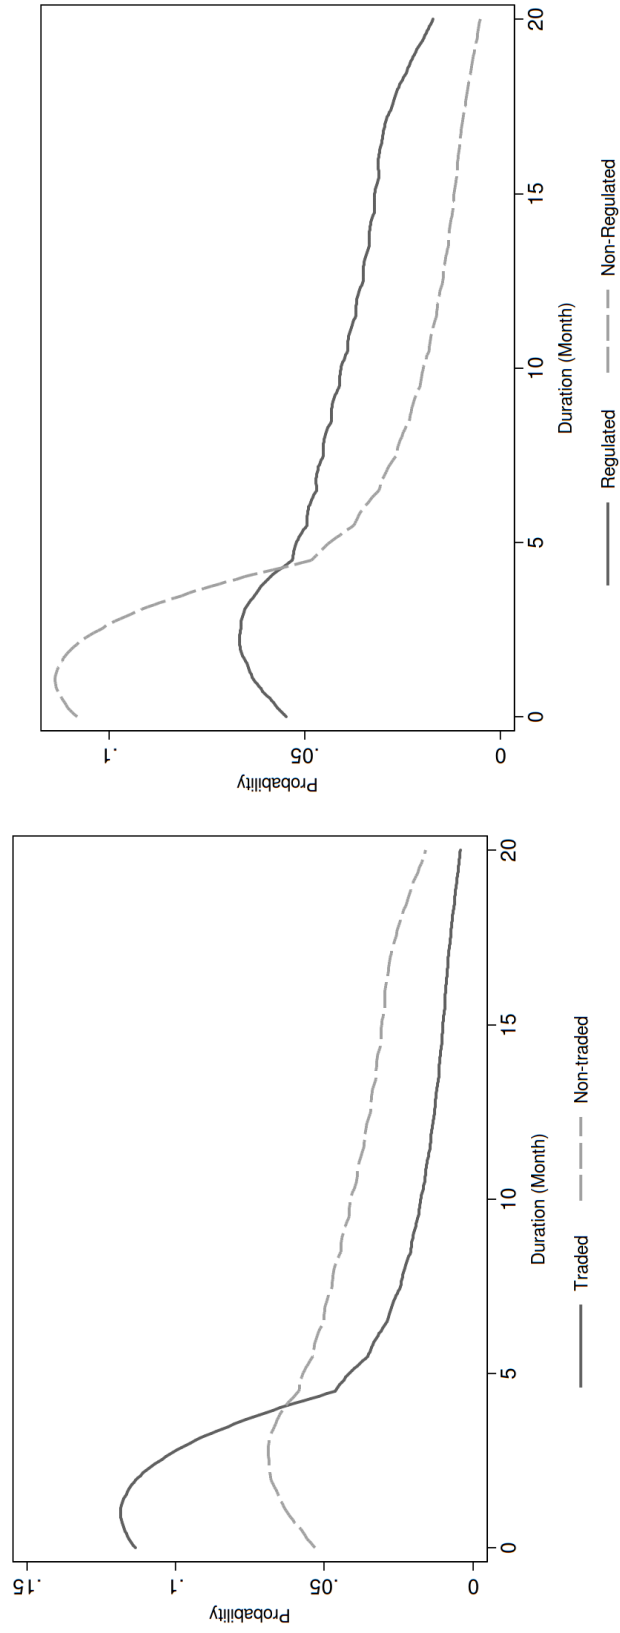 Probability
0 .05 .1 .15
0 5 10 15 20
Duration (Month)
Traded Non-traded
Probability
0 .05 .1
0 5 10 15 20
Duration (Month)
Regulated Non-Regulated